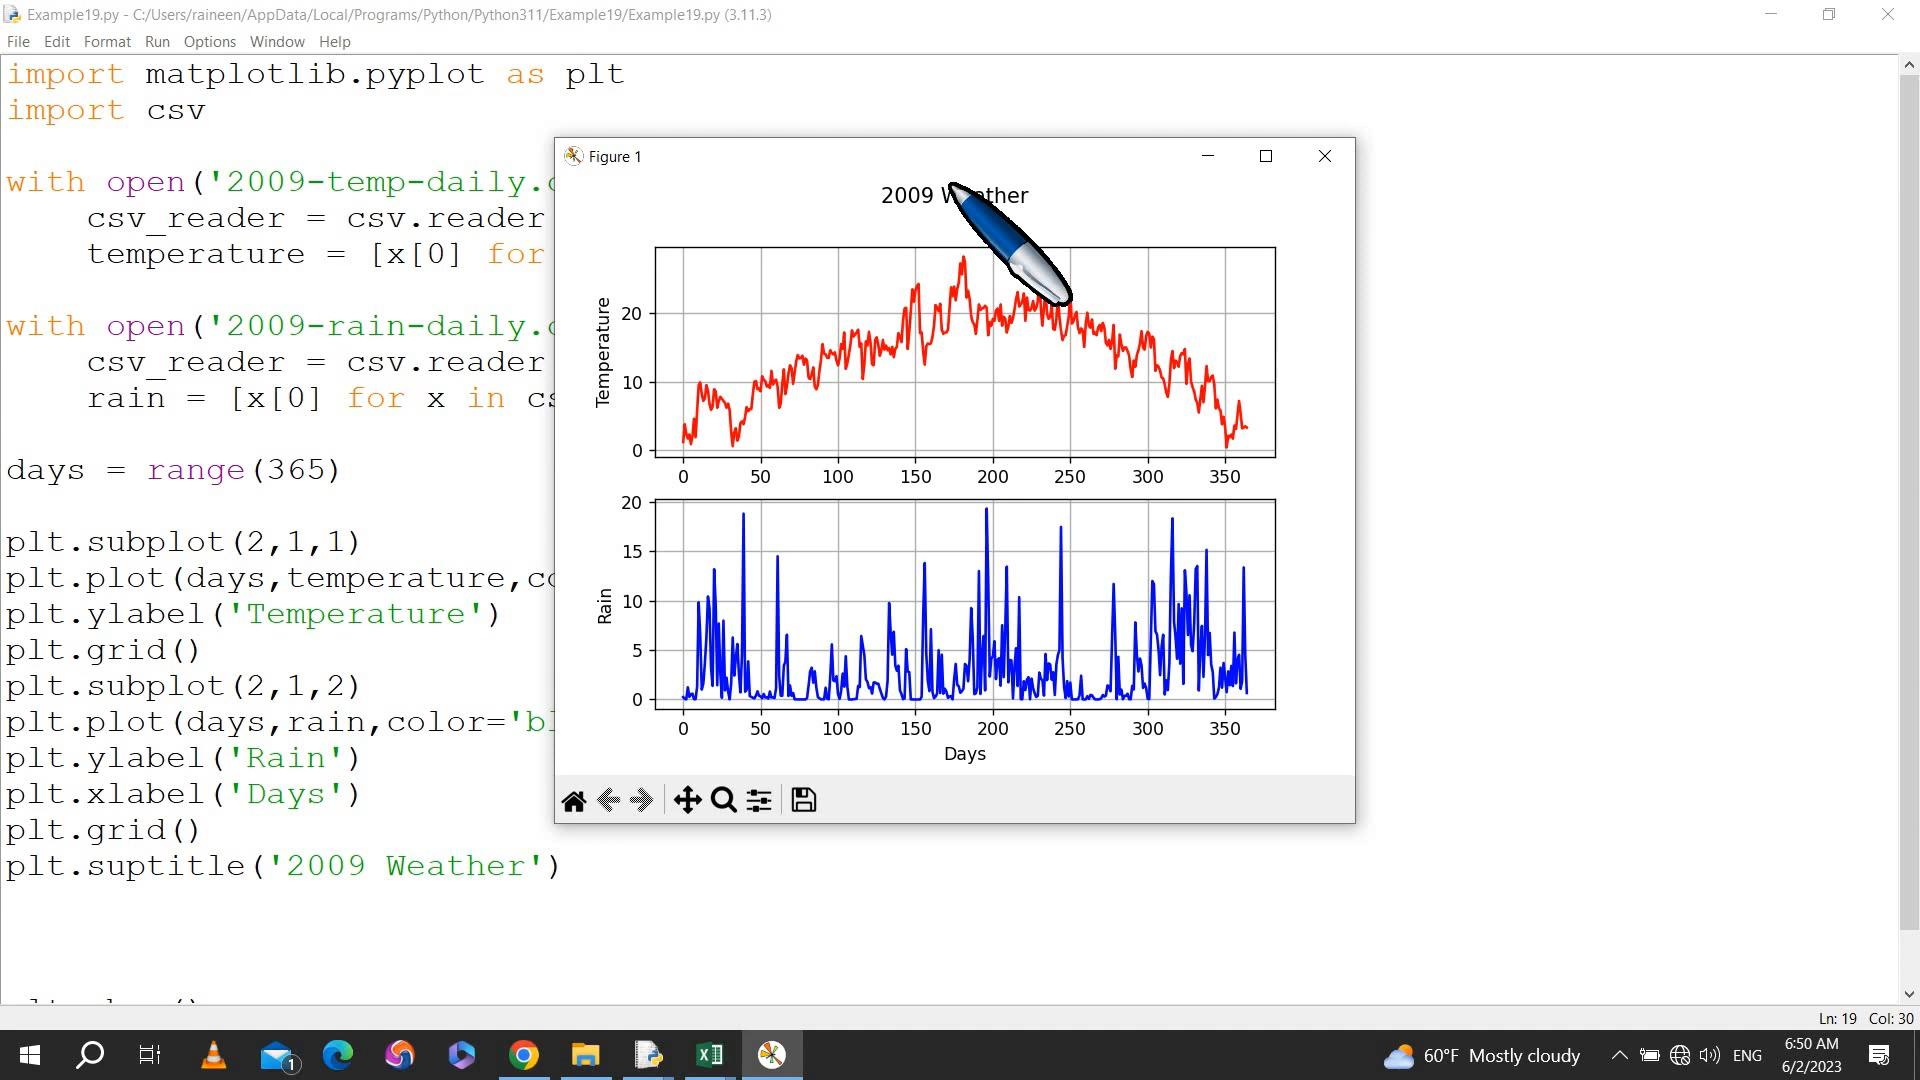 Example19.py - C:/Users/raineen/AppData/Local/Programs/Python/Python311/Example19/Example19.py (3.11.3)
File Edit Format Run Options Window Help
import matplotlib.pyplot as plt
import csv
with open('2009-temp-daily.
csv_reader = csv.reader
temperature = [x[0] for
with open('2009-rain-daily.
csv_reader = csv.reader
rain = [x[0] for x in cs
days = range(365)
plt.subplot(2,1,1)
plt.plot(days,temperature,co
plt.ylabel('Temperature')
plt.grid()
plt.subplot(2,1,2)
plt.plot(days,rain,color='bl
plt.ylabel('Rain')
plt.xlabel('Days')
plt.grid()
plt.suptitle('2009 Weather')
Figure 1
2009 Weather
Temperature
20
10
0
0 50 100 150 200 250 300 350
Rain
20
15
10
5
0
0 50 100 150 200 250 300 350
Days
Ln: 19 Col: 30
1
60°F Mostly cloudy
ENG
6:50 AM
6/2/2023